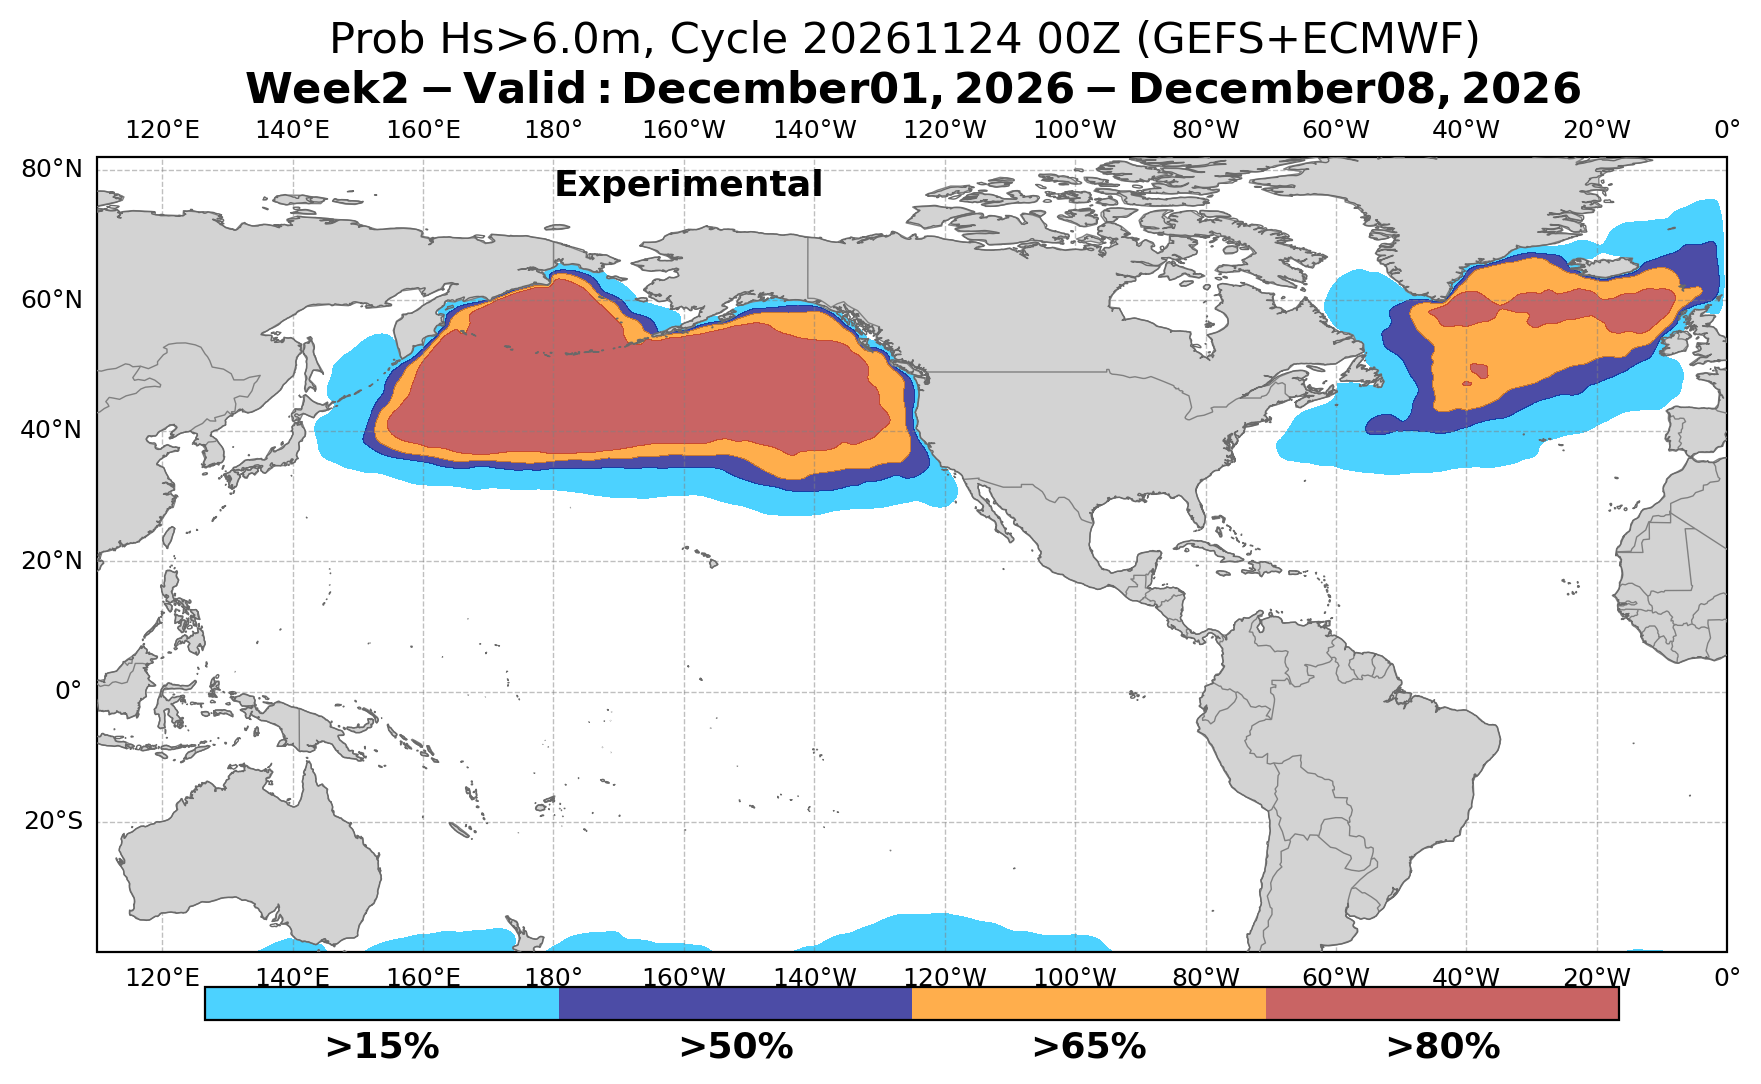 Prob Hs>6.0m, Cycle 20261124 00Z (GEFS+ECMWF)
Week2 − Valid : December01, 2026 − December08, 2026
120°E 140°E 160°E 180° 160°W 140°W 120°W 100°W 80°W 60°W 40°W 20°W 0°
80°N
Experimental
60°N
40°N
20°N
0°
20°S
120°E 140°E 160°E 180° 160°W 140°W 120°W 100°W 80°W 60°W 40°W 20°W 0°
>15% >50% >65% >80%